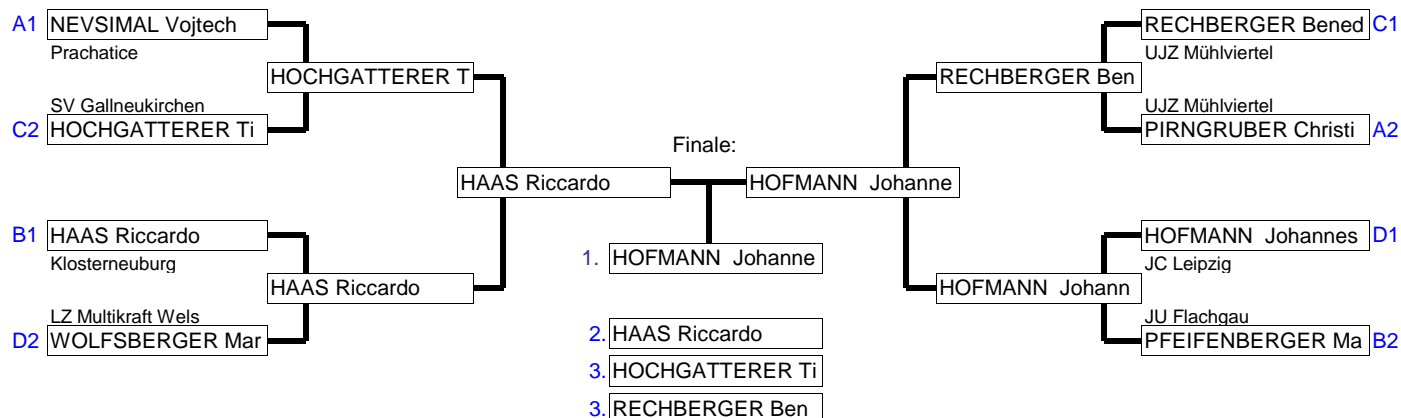 A1 NEVSIMAL Vojtech
Prachatice
HOCHGATTERER T
SV Gallneukirchen
C2 HOCHGATTERER Ti
HAAS Riccardo
B1 HAAS Riccardo
Klosterneuburg
HAAS Riccardo
LZ Multikraft Wels
D2 WOLFSBERGER Mar
Finale:
1. HOFMANN Johanne
2. HAAS Riccardo
3. HOCHGATTERER Ti
3. RECHBERGER Ben
RECHBERGER Bened C1
UJZ Mühlviertel
RECHBERGER Ben
UJZ Mühlviertel
PIRNGRUBER Christi A2
HOFMANN Johanne
HOFMANN Johannes D1
JC Leipzig
HOFMANN Johann
JU Flachgau
PFEIFENBERGER Ma B2